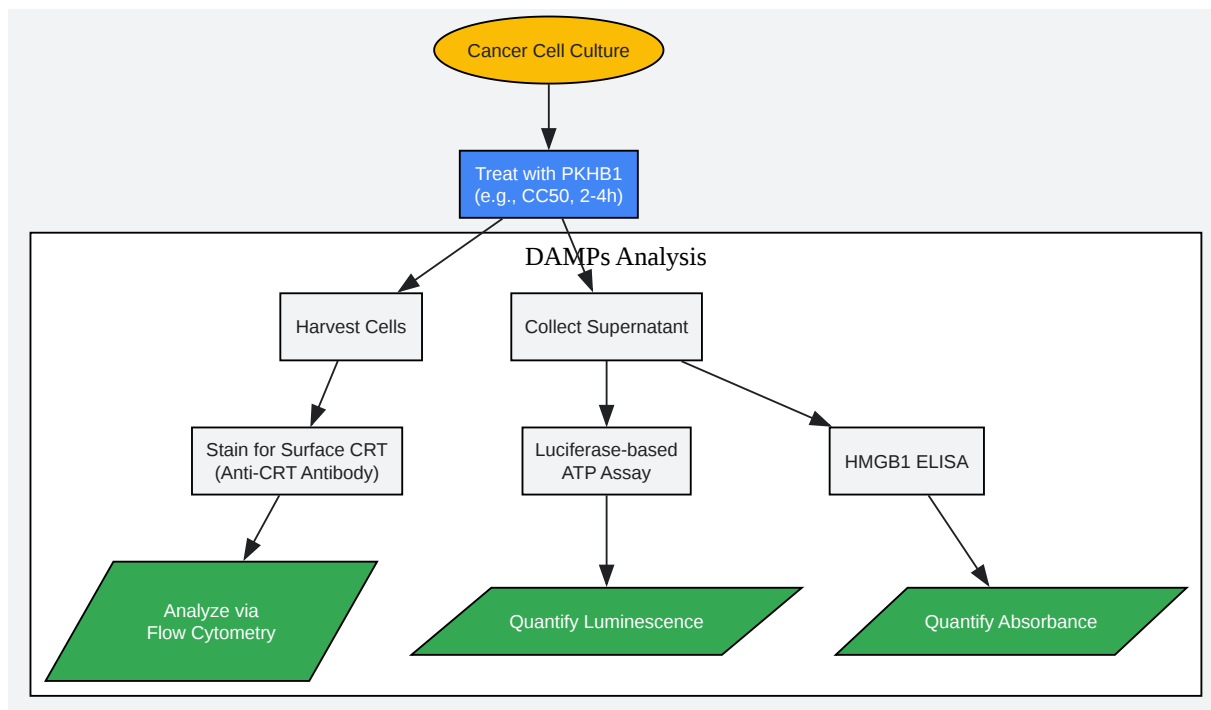 Cancer Cell Culture
Treat with PKHB1
(e.g., CC50, 2-4h)
DAMPs Analysis
Harvest Cells
Collect Supernatant
Stain for Surface CRT
(Anti-CRT Antibody)
Luciferase-based
ATP Assay
HMGB1 ELISA
Analyze via
Flow Cytometry
Quantify Luminescence
Quantify Absorbance